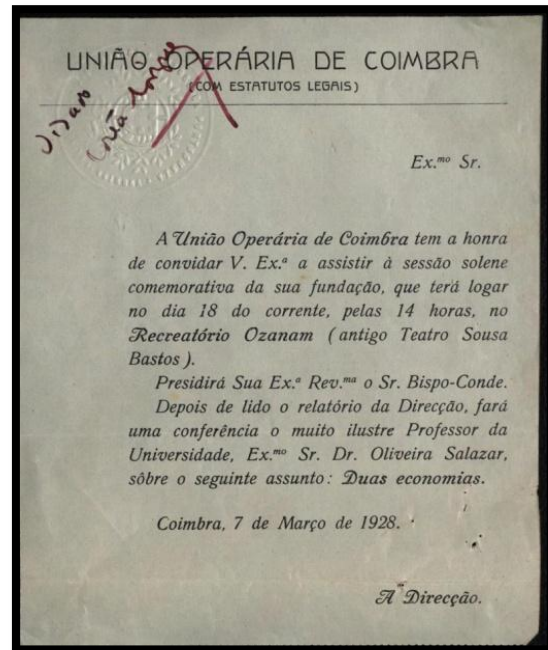 UNIÃO OPERÁRIA DE COIMBRA
(COM ESTATUTOS LEGAIS)
Ex.mo Sr.
A União Operária de Coimbra tem a honra
de convidar V. Ex.a a assistir à sessão solene
comemorativa da sua fundação, que terá logar
no dia 18 do corrente, pelas 14 horas, no
Recreatório Ozanam (antigo Teatro Sousa
Bastos).
Presidirá Sua Ex.a Rev.ma o Sr. Bispo-Conde.
Depois de lido o relatório da Direcção, fará
uma conferência o muito ilustre Professor da
Universidade, Ex.mo Sr. Dr. Oliveira Salazar,
sôbre o seguinte assunto: Duas economias.
Coimbra, 7 de Março de 1928.
A Direcção.